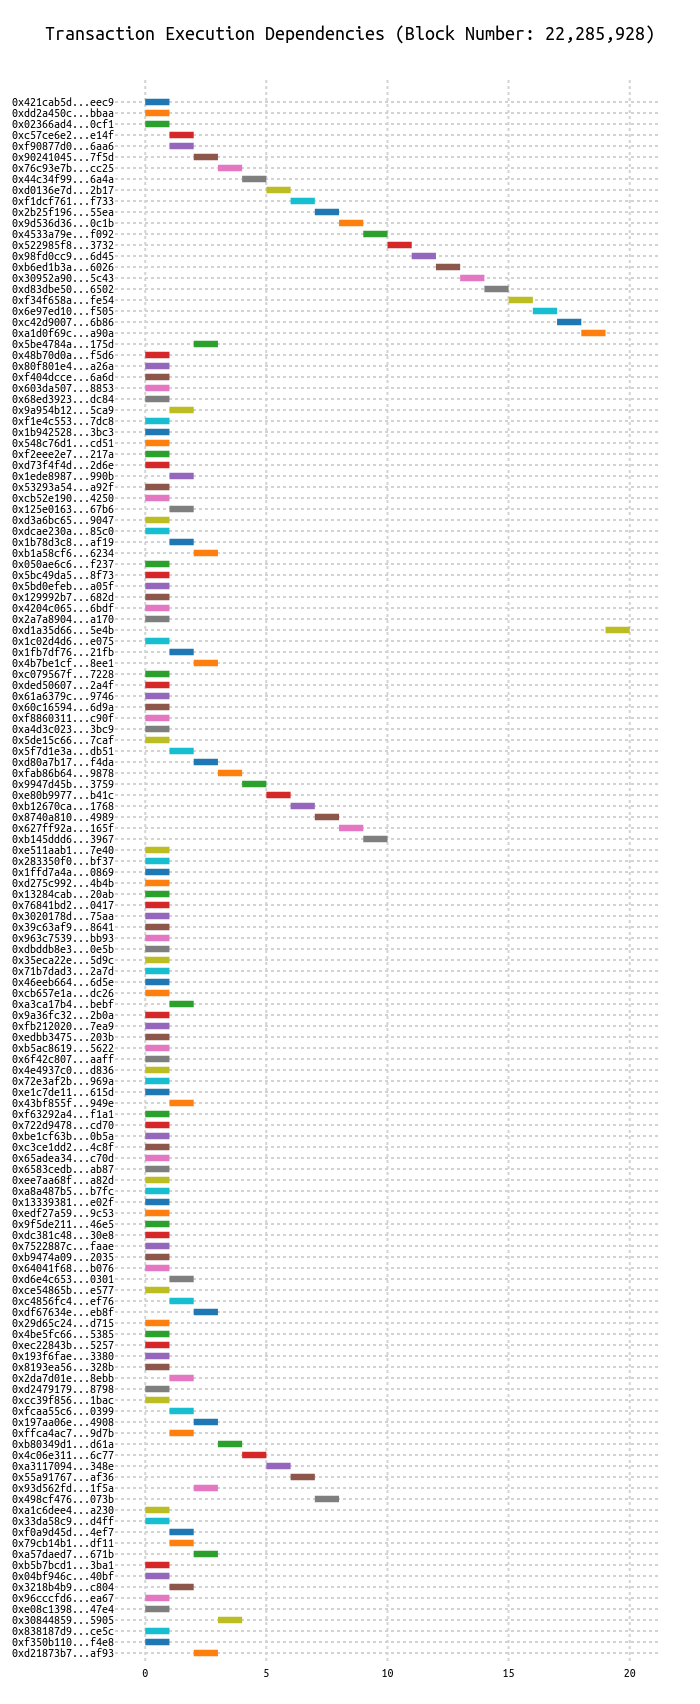 Transaction Execution Dependencies (Block Number: 22,285,928)
0x421cab5d...eec9
0xdd2a450c...bbaa
0x02366ad4...0cf1
0xc57ce6e2...e14f
0xf90877d0...6aa6
0x90241045...7f5d
0x76c93e7b...cc25
0x44c34f99...6a4a
0xd0136e7d...2b17
0xf1dcf761...f733
0x2b25f196...55ea
0x9d536d36...0c1b
0x4533a79e...f092
0x522985f8...3732
0x98fd0cc9...6d45
0xb6ed1b3a...6026
0x30952a90...5c43
0xd83dbe50...6502
0xf34f658a...fe54
0x6e97ed10...f505
0xc42d9007...6b86
0xa1d0f69c...a90a
0x5be4784a...175d
0x48b70d0a...f5d6
0x80f801e4...a26a
0xf404dcce...6a6d
0x603da507...8853
0x68ed3923...dc84
0x9a954b12...5ca9
0xf1e4c553...7dc8
0x1b942528...3bc3
0x548c76d1...cd51
0xf2eee2e7...217a
0xd73f4f4d...2d6e
0x1ede8987...990b
0x53293a54...a92f
0xcb52e190...4250
0x125e0163...67b6
0xd3a6bc65...9047
0xdcae230a...85c0
0x1b78d3c8...af19
0xb1a58cf6...6234
0x050ae6c6...f237
0x5bc49da5...8f73
0x5bd0efeb...a05f
0x129992b7...682d
0x4204c065...6bdf
0x2a7a8904...a170
0xd1a35d66...5e4b
0x1c02d4d6...e075
0x1fb7df76...21fb
0x4b7be1cf...8ee1
0xc079567f...7228
0xded50607...2a4f
0x61a6379c...9746
0x60c16594...6d9a
0xf8860311...c90f
0xa4d3c023...3bc9
0x5de15c66...7caf
0x5f7d1e3a...db51
0xd80a7b17...f4da
0xfab86b64...9878
0x9947d45b...3759
0xe80b9977...b41c
0xb12670ca...1768
0x8740a810...4989
0x627ff92a...165f
0xb145ddd6...3967
0xe511aab1...7e40
0x283350f0...bf37
0x1ffd7a4a...0869
0xd275c992...4b4b
0x13284cab...20ab
0x76841bd2...0417
0x3020178d...75aa
0x39c63af9...8641
0x963c7539...bb93
0xdbddb8e3...0e5b
0x35eca22e...5d9c
0x71b7dad3...2a7d
0x46eeb664...6d5e
0xcb657e1a...dc26
0xa3ca17b4...bebf
0x9a36fc32...2b0a
0xfb212020...7ea9
0xedbb3475...203b
0xb5ac8619...5622
0x6f42c807...aaff
0x4e4937c0...d836
0x72e3af2b...969a
0xe1c7de11...615d
0x43bf855f...949e
0xf63292a4...f1a1
0x722d9478...cd70
0xbe1cf63b...0b5a
0xc3ce1dd2...4c8f
0x65adea34...c70d
0x6583cedb...ab87
0xee7aa68f...a82d
0xa8a487b5...b7fc
0x13339381...e02f
0xedf27a59...9c53
0x9f5de211...46e5
0xdc381c48...30e8
0x7522887c...faae
0xb9474a09...2035
0x64041f68...b076
0xd6e4c653...0301
0xce54865b...e577
0xc4856fc4...ef76
0xdf67634e...eb8f
0x29d65c24...d715
0x4be5fc66...5385
0xec22843b...5257
0x193f6fae...3380
0x8193ea56...328b
0x2da7d01e...8ebb
0xd2479179...8798
0xcc39f856...1bac
0xfcaa55c6...0399
0x197aa06e...4908
0xffca4ac7...9d7b
0xb80349d1...d61a
0x4c06e311...6c77
0xa3117094...348e
0x55a91767...af36
0x93d562fd...1f5a
0x498cf476...073b
0xa1c6dee4...a230
0x33da58c9...d4ff
0xf0a9d45d...4ef7
0x79cb14b1...df11
0xa57daed7...671b
0xb5b7bcd1...3ba1
0x04bf946c...40bf
0x3218b4b9...c804
0x96cccfd6...ea67
0xe08c1398...47e4
0x30844859...5905
0x838187d9...ce5c
0xf350b110...f4e8
0xd21873b7...af93
0 5 10 15 20